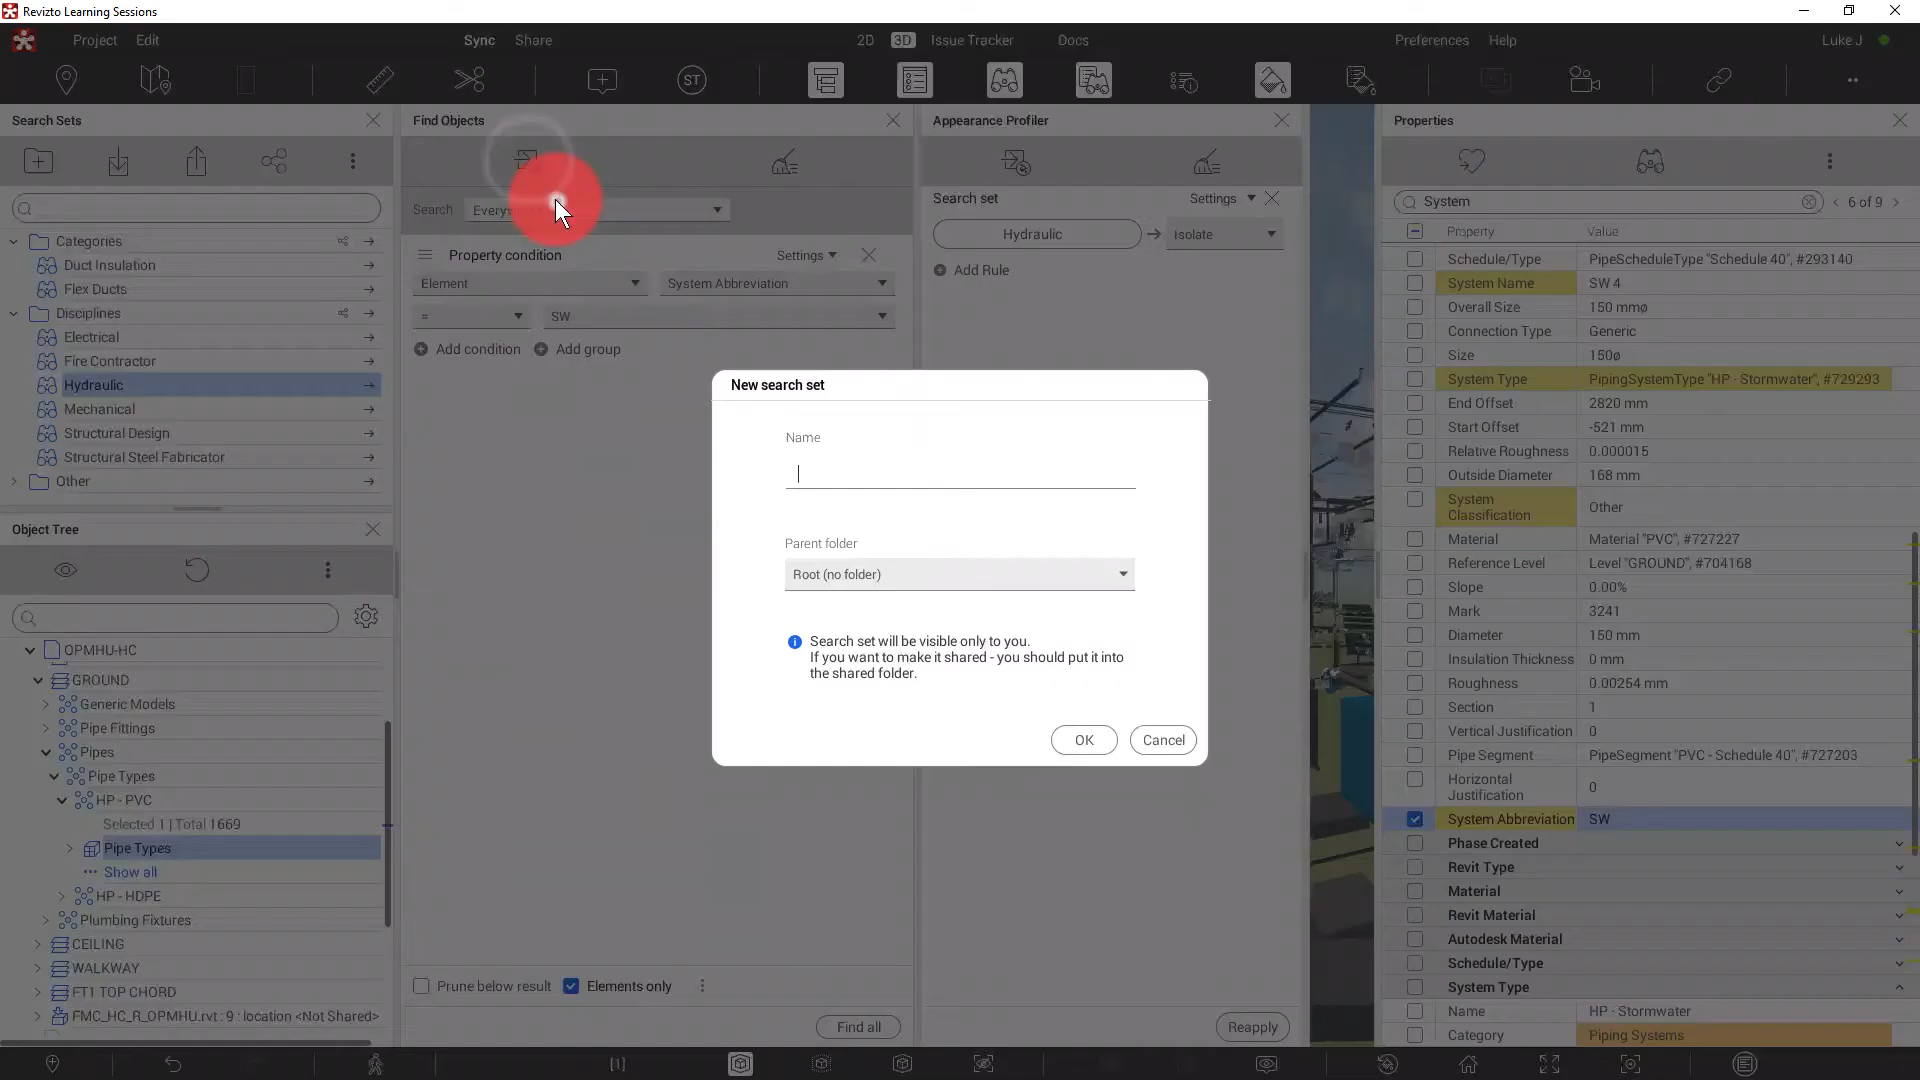 Revizto Learning Sessions
Project Edit Sync Share 2D 3D Issue Tracker Docs Preferences Help Luke J
ST
Search Sets
Categories
Duct Insulation
Flex Ducts
Disciplines
Electrical
Fire Contractor
Hydraulic
Mechanical
Structural Design
Structural Steel Fabricator
Other
Object Tree
OPMHU-HC
GROUND
Generic Models
Pipe Fittings
Pipes
Pipe Types
HP - PVC
Selected 1 | Total 1669
Pipe Types
Show all
HP - HDPE
Plumbing Fixtures
CEILING
WALKWAY
FT1 TOP CHORD
FMC_HC_R_OPMHU.rvt : 9 : location <Not Shared>
Find Objects
Search
Property condition Settings
Element System Abbreviation
= SW
Add condition Add group
Prune below result Elements only
Find all
Appearance Profiler
Search set Settings
Hydraulic Isolate
Add Rule
Reapply
New search set
Name
Parent folder
Root (no folder)
Search set will be visible only to you.
If you want to make it shared - you should put it into
the shared folder.
OK Cancel
Properties
System 6 of 9
Property Value
Schedule/Type PipeScheduleType "Schedule 40", #293140
System Name SW 4
Overall Size 150 mmø
Connection Type Generic
Size 150ø
System Type PipingSystemType "HP - Stormwater", #729293
End Offset 2820 mm
Start Offset -521 mm
Relative Roughness 0.000015
Outside Diameter 168 mm
System
Classification Other
Material Material "PVC", #727227
Reference Level Level "GROUND", #704168
Slope 0.00%
Mark 3241
Diameter 150 mm
Insulation Thickness 0 mm
Roughness 0.00254 mm
Section 1
Vertical Justification 0
Pipe Segment PipeSegment "PVC - Schedule 40", #727203
Horizontal
Justification 0
System Abbreviation SW
Phase Created
Revit Type
Material
Revit Material
Autodesk Material
Schedule/Type
System Type
Name HP - Stormwater
Category Piping Systems